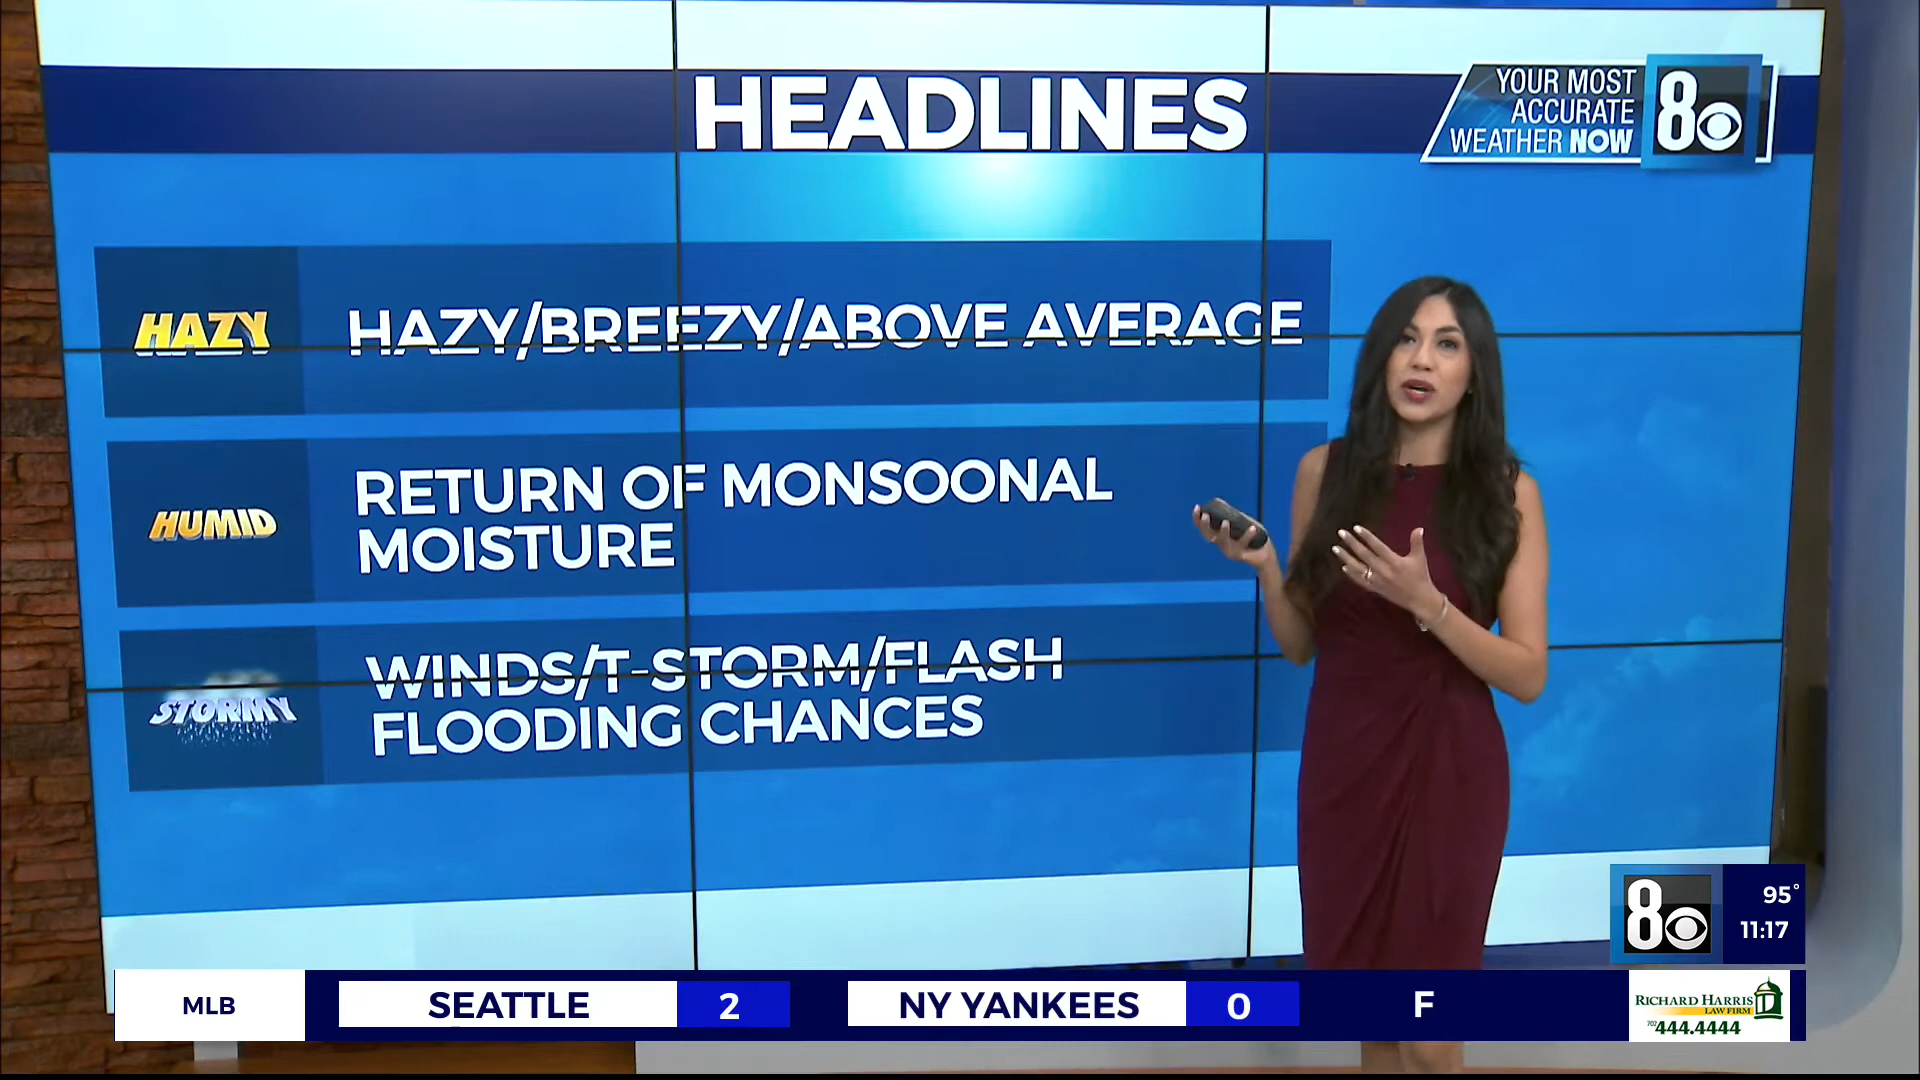 HEADLINES
YOUR MOST
ACCURATE
WEATHER NOW
8
HAZY
HAZY/BREEZY/ABOVE AVERAGE
HUMID
RETURN OF MONSOONAL
MOISTURE
STORMY
WINDS/T-STORM/FLASH
FLOODING CHANCES
8
95°
11:17
MLB
SEATTLE 2
NY YANKEES 0
F
RICHARD HARRIS
LAW FIRM
702 444.4444